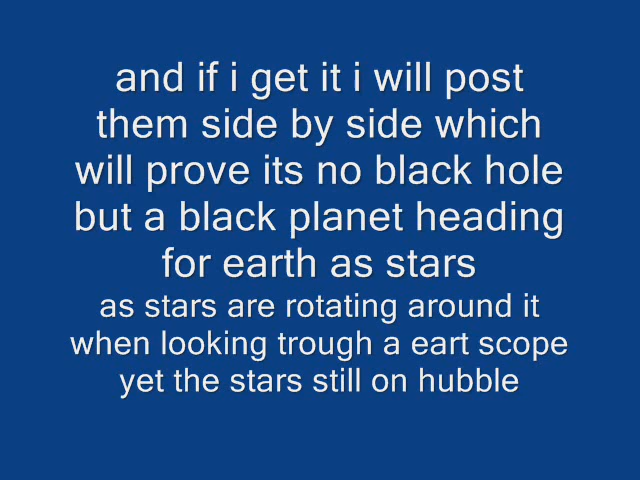 and if i get it i will post
them side by side which
will prove its no black hole
but a black planet heading
for earth as stars
as stars are rotating around it
when looking trough a eart scope
yet the stars still on hubble